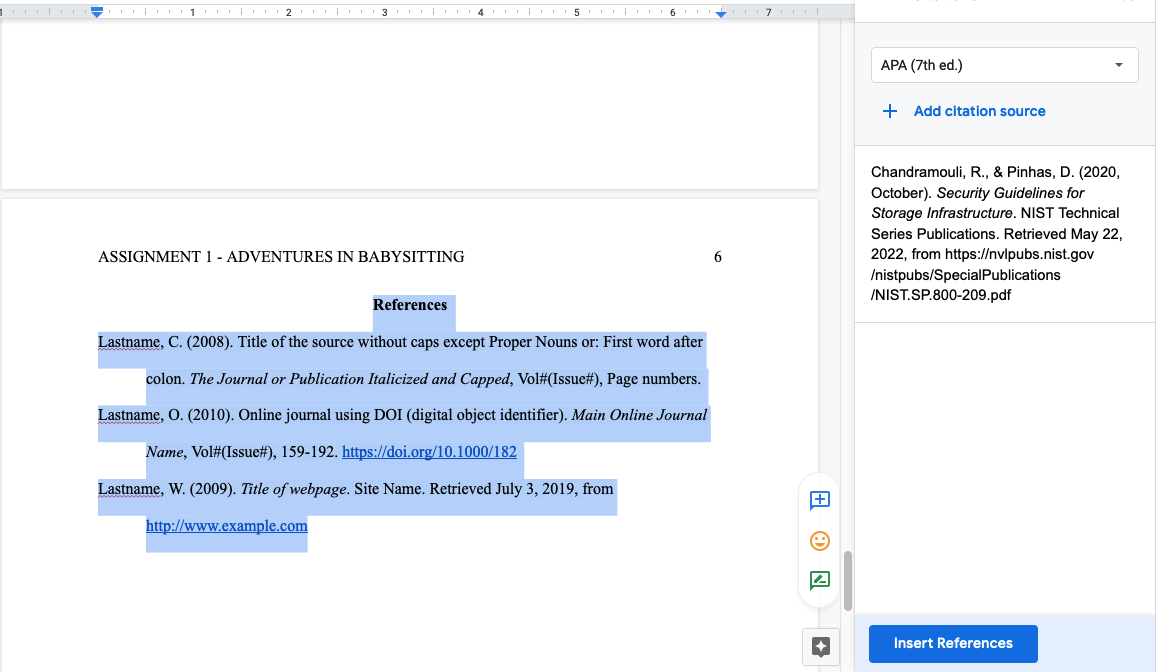 1 1 2 3 4 5 6 7
ASSIGNMENT 1 - ADVENTURES IN BABYSITTING 6
References
Lastname, C. (2008). Title of the source without caps except Proper Nouns or: First word after
colon. The Journal or Publication Italicized and Capped, Vol#(Issue#), Page numbers.
Lastname, O. (2010). Online journal using DOI (digital object identifier). Main Online Journal
Name, Vol#(Issue#), 159-192. https://doi.org/10.1000/182
Lastname, W. (2009). Title of webpage. Site Name. Retrieved July 3, 2019, from
http://www.example.com
APA (7th ed.)
Add citation source
Chandramouli, R., & Pinhas, D. (2020,
October). Security Guidelines for
Storage Infrastructure. NIST Technical
Series Publications. Retrieved May 22,
2022, from https://nvlpubs.nist.gov
/nistpubs/SpecialPublications
/NIST.SP.800-209.pdf
Insert References